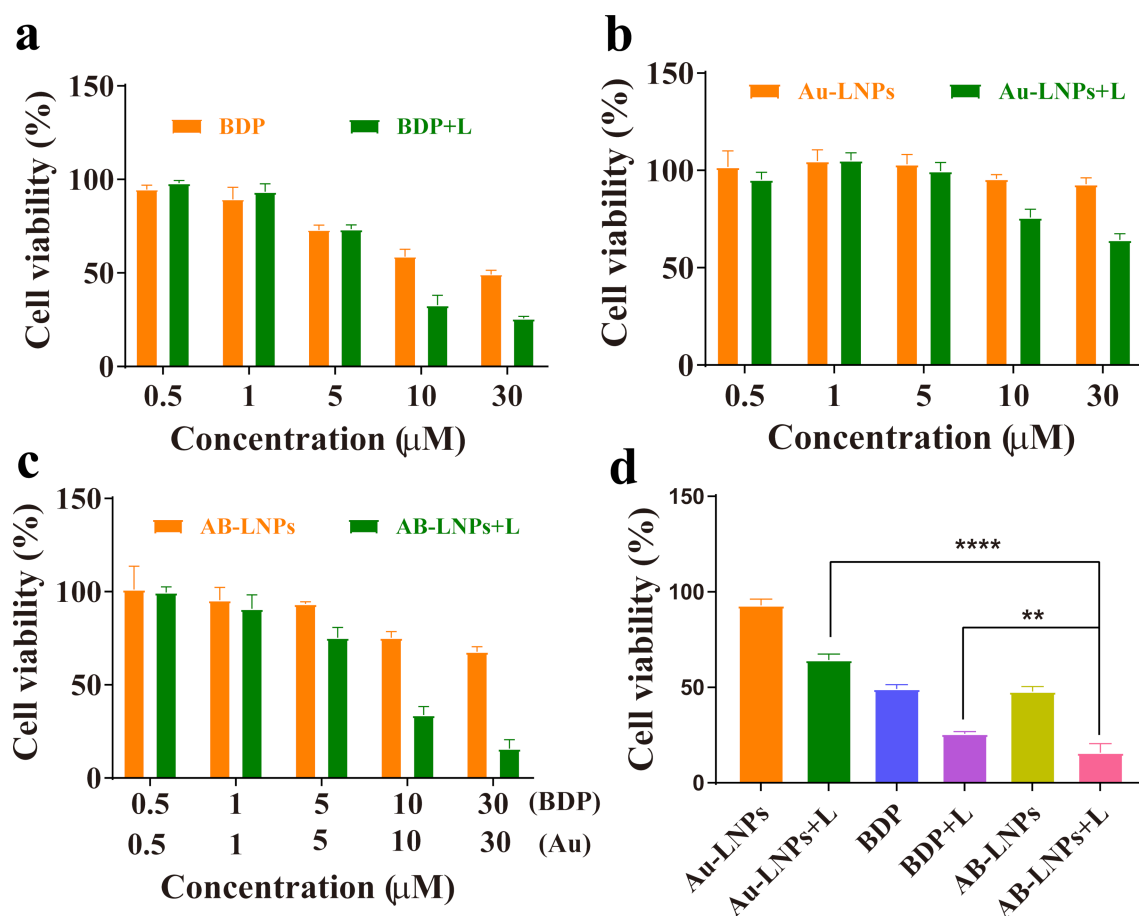 a
Cell viability (%)
150
100
50
0
BDP
BDP+L
0.5 1 5 10 30
Concentration (μM)
b
Cell viability (%)
150
100
50
0
Au-LNPs
Au-LNPs+L
0.5 1 5 10 30
Concentration (μM)
c
Cell viability (%)
150
100
50
0
AB-LNPs
AB-LNPs+L
0.5 1 5 10 30 (BDP)
0.5 1 5 10 30 (Au)
Concentration (μM)
d
Cell viability (%)
150
100
50
0
****
**
Au-LNPs
Au-LNPs+L
BDP
BDP+L
AB-LNPs
AB-LNPs+L